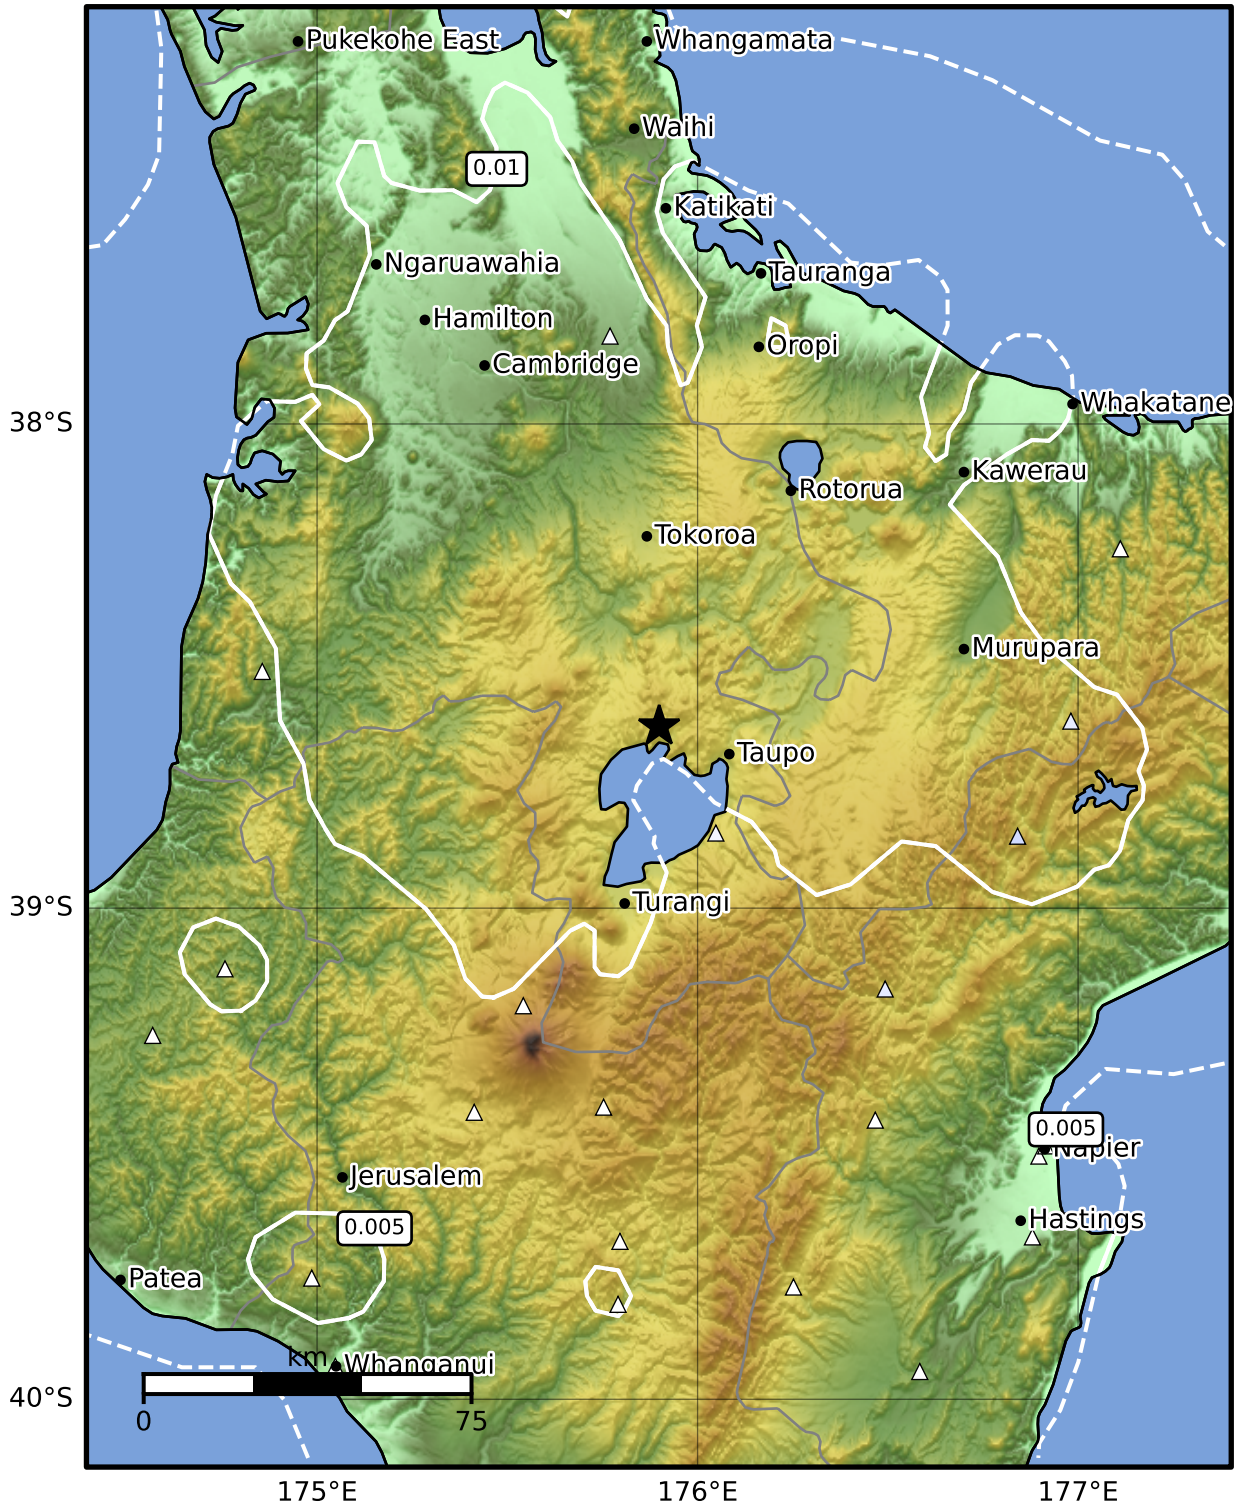 Pukekohe East
Whangamata
Waihi
0.01
Katikati
Ngaruawahia
Tauranga
Hamilton
Oropi
Cambridge
38°S
Whakatane
Kawerau
Rotorua
Tokoroa
Murupara
Taupo
39°S
Turangi
0.005
Napier
Jerusalem
Hastings
0.005
Patea
km
Whanganui
40°S
0
75
175°E
176°E
177°E